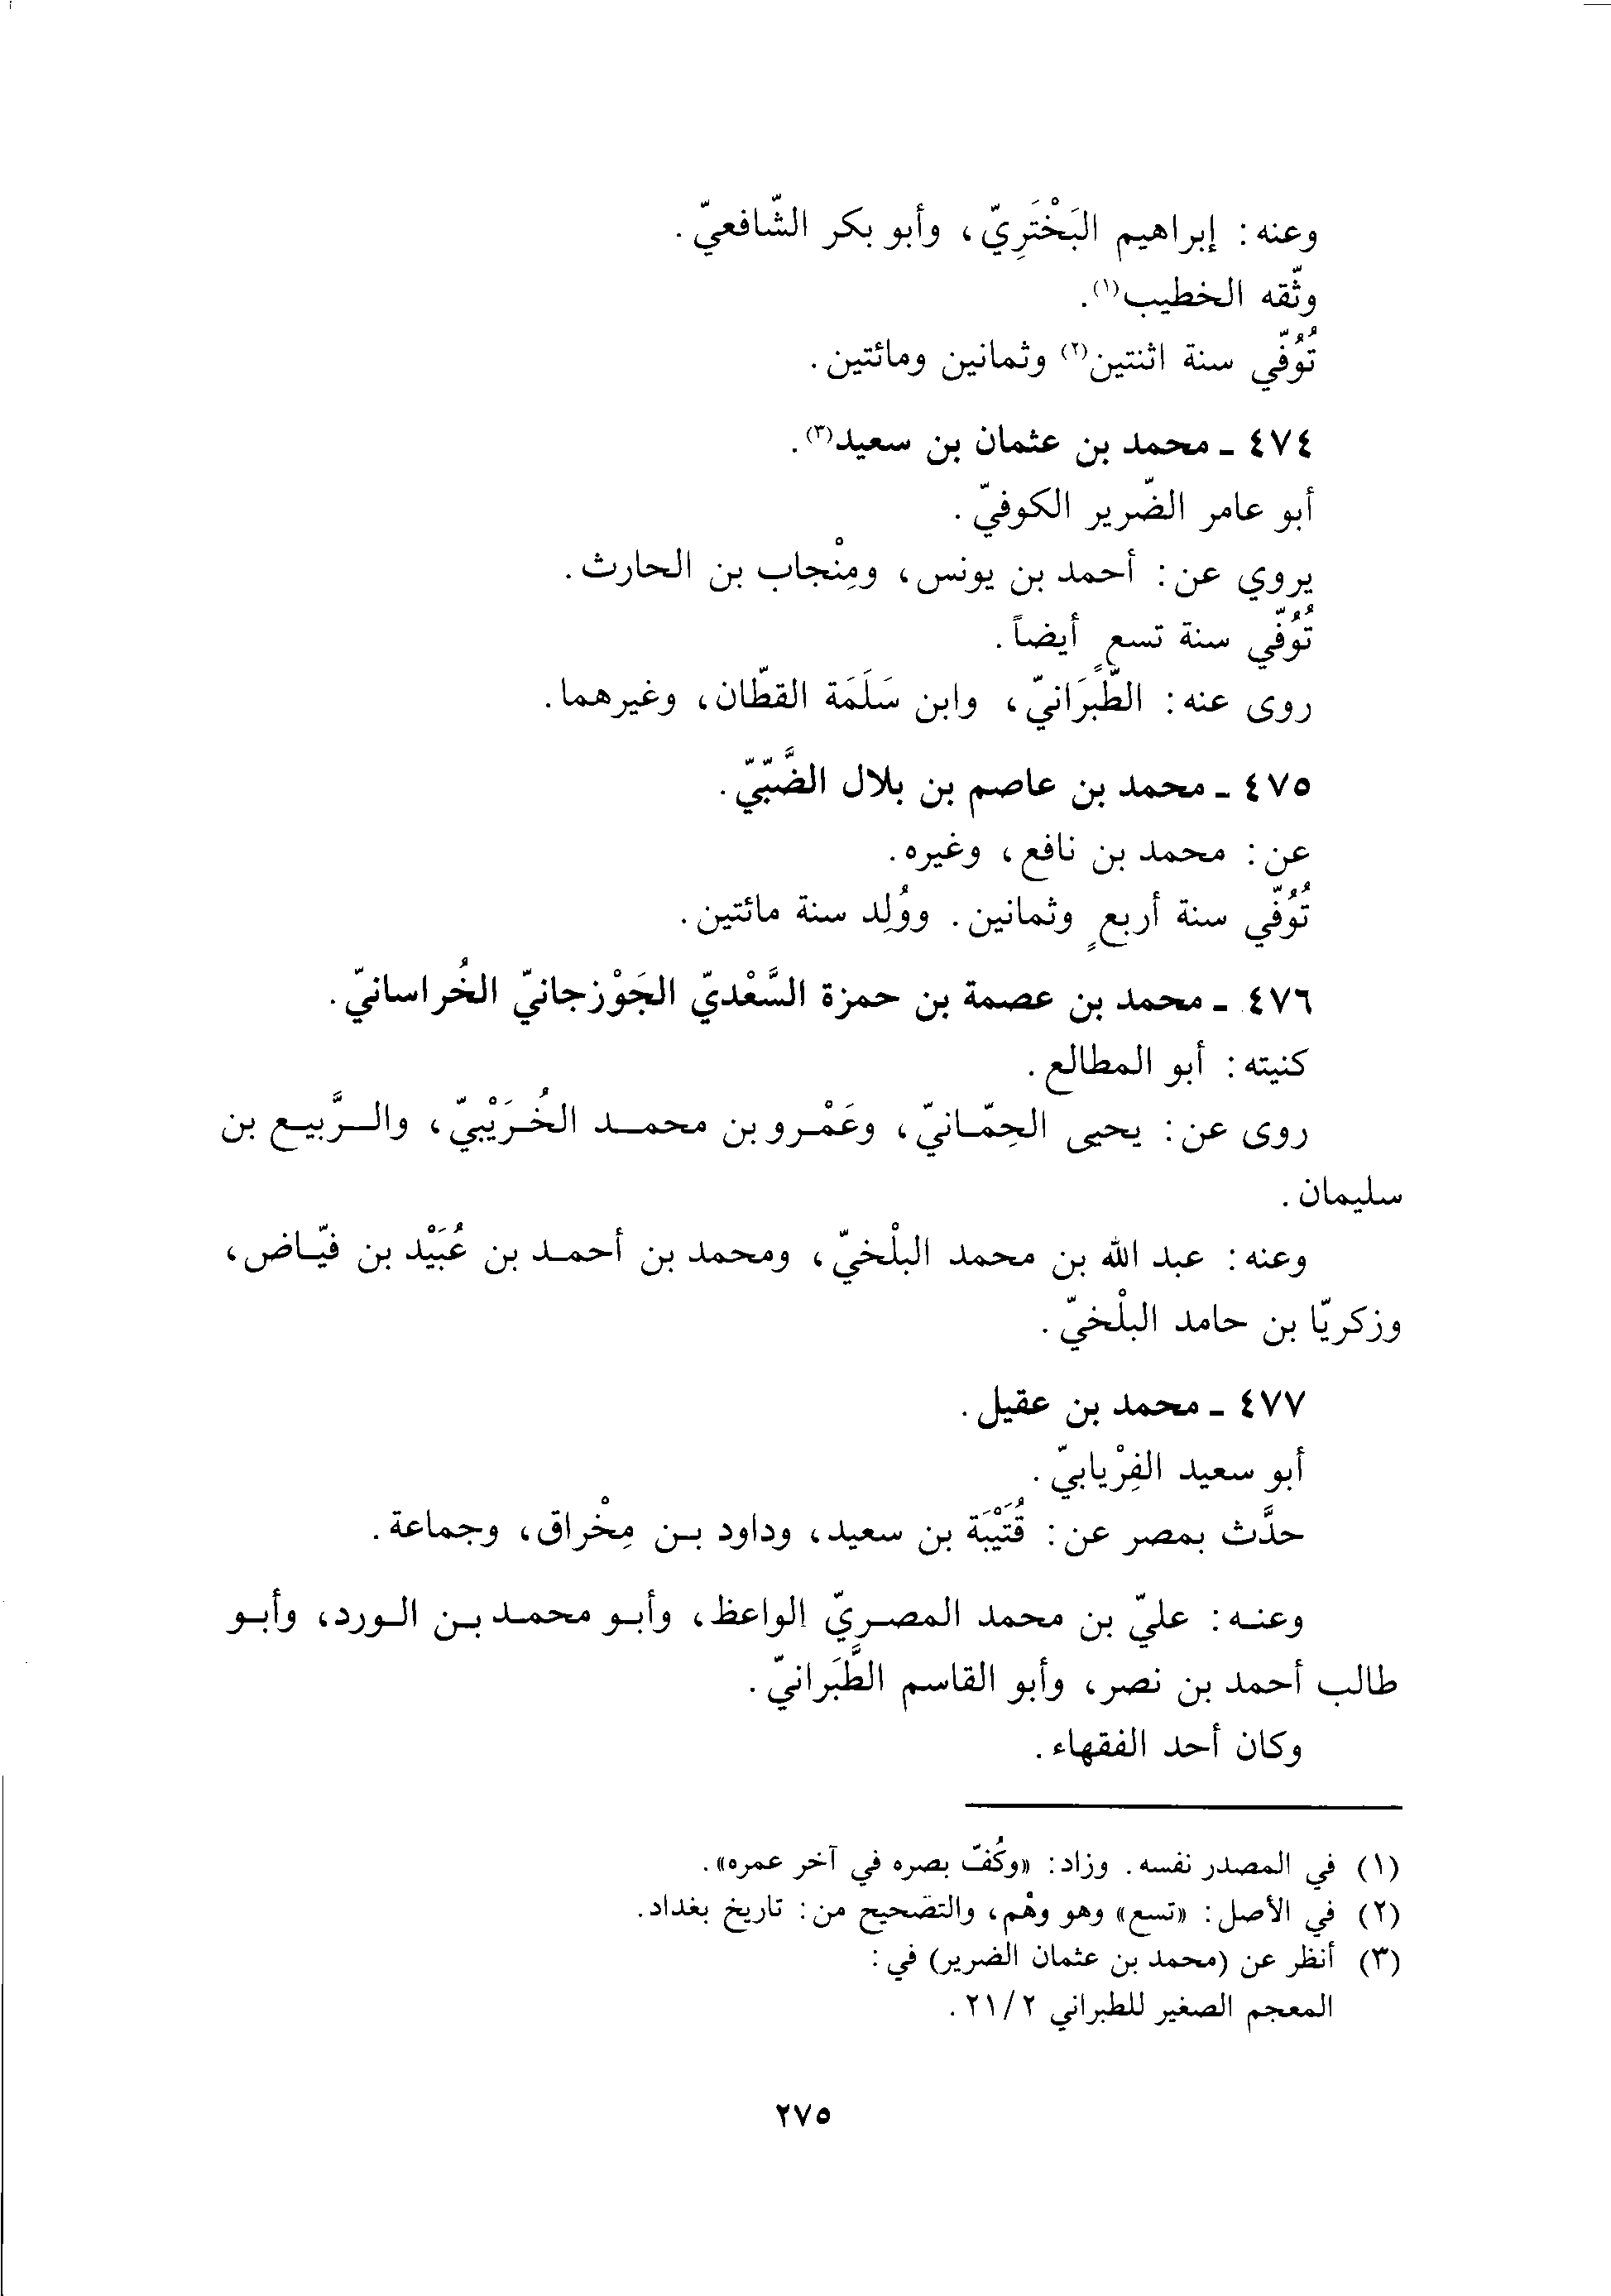 وعنه: إبراهيم البَخْتَرِيّ، وأبو بكر الشّافعيّ.
وثّقه الخطيب(١).
تُوُفّي سنة اثنتين(٢) وثمانين ومائتين.
٤٧٤ ـ محمد بن عثمان بن سعيد(٣).
أبو عامر الضّرير الكوفيّ.
يروي عن: أحمد بن يونس، ومِنْجاب بن الحارث.
تُوُفّي سنة تسعٍ أيضاً.
روى عنه: الطَّبَرَانيّ، وابن سَلَمَة القطّان، وغيرهما.
٤٧٥ ـ محمد بن عاصم بن بلال الضَّبّيّ.
عن: محمد بن نافع، وغيره.
تُوُفّي سنة أربعٍ وثمانين. ووُلِد سنة مائتين.
٤٧٦ ـ محمد بن عصمة بن حمزة السَّعْديّ الجَوْزجانيّ الخُراسانيّ.
كنيته: أبو المطالع.
روى عن: يحيى الحِمّانيّ، وعَمْرو بن محمد الخُرَيْبيّ، والرَّبيع بن
سليمان.
وعنه: عبد الله بن محمد البلْخيّ، ومحمد بن أحمد بن عُبَيْد بن فيّاض،
وزكريّا بن حامد البلْخيّ.
٤٧٧ ـ محمد بن عقيل.
أبو سعيد الفِرْيابيّ.
حدَّث بمصر عن: قُتَيْبَة بن سعيد، وداود بن مِخْراق، وجماعة.
وعنه: عليّ بن محمد المصريّ الواعظ، وأبو محمد بن الورد، وأبو
طالب أحمد بن نصر، وأبو القاسم الطَّبَرانيّ.
وكان أحد الفقهاء.
(١) في المصدر نفسه. وزاد: «وكُفّ بصره في آخر عمره».
(٢) في الأصل: «تسع» وهو وهْم، والتصحيح من: تاريخ بغداد.
(٣) أنظر عن (محمد بن عثمان الضرير) في:
المعجم الصغير للطبراني ٢/ ٢١.
٢٧٥